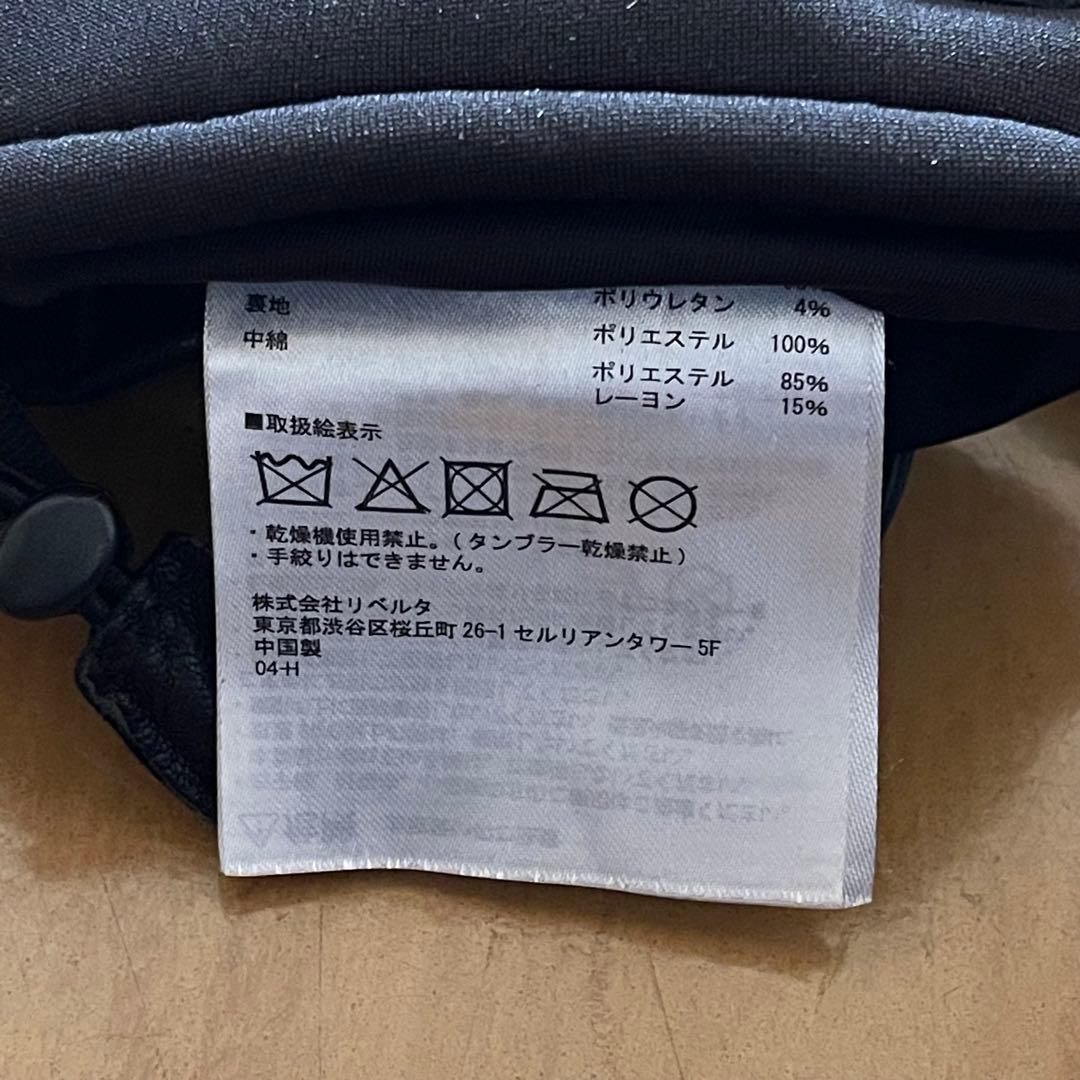 ポリウレタン 4%
裏地 ポリエステル 100%
中綿 ポリエステル 85%
レーヨン 15%
■取扱絵表示
・乾燥機使用禁止。(タンブラー乾燥禁止)
・手絞りはできません。
株式会社リベルタ
東京都渋谷区桜丘町26-1セルリアンタワー5F
中国製
04-H